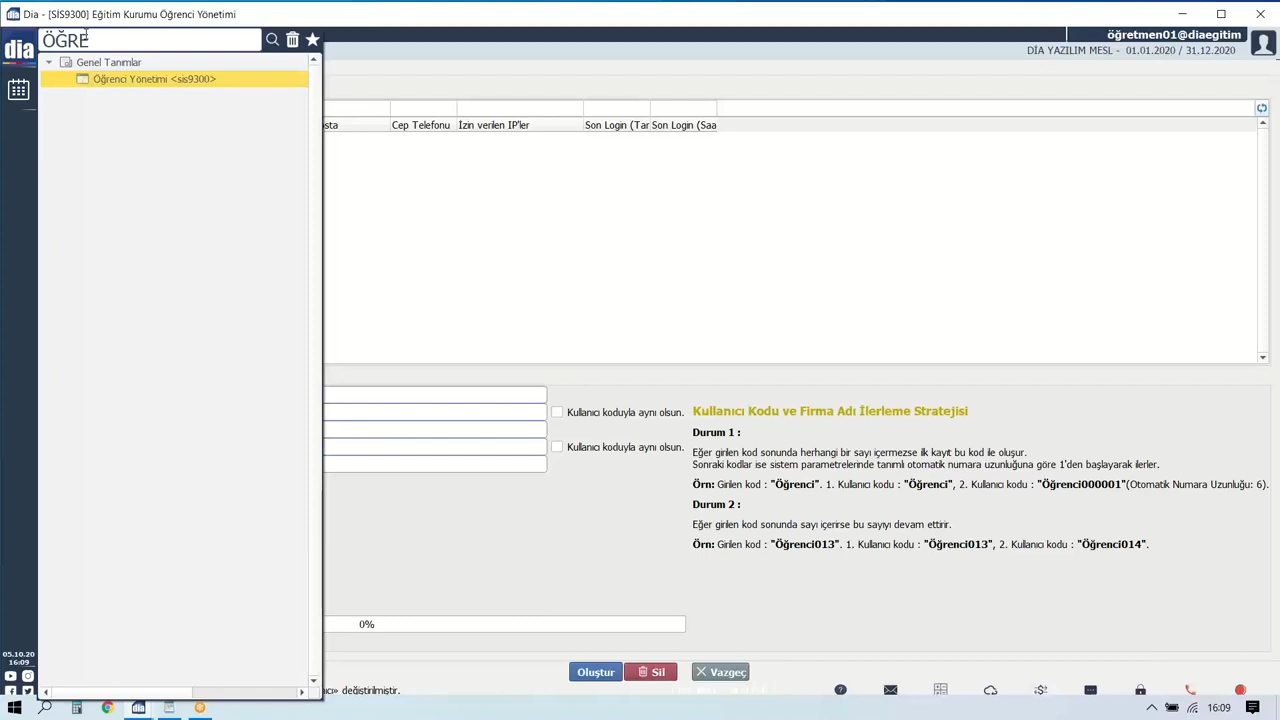 Dia - [SİS9300] Eğitim Kurumu Öğrenci Yönetimi
ÖĞRE
dia
öğretmen01@diaegitim
DİA YAZILIM MESL - 01.01.2020 / 31.12.2020
Genel Tanımlar
Öğrenci Yönetimi <sis9300>
osta Cep Telefonu İzin verilen IP'ler Son Login (Tar Son Login (Saa
Kullanıcı koduyla aynı olsun.
Kullanıcı koduyla aynı olsun.
Kullanıcı Kodu ve Firma Adı İlerleme Stratejisi
Durum 1 :
Eğer girilen kod sonunda herhangi bir sayı içermezse ilk kayıt bu kod ile oluşur.
Sonraki kodlar ise sistem parametrelerinde tanımlı otomatik numara uzunluğuna göre 1'den başlayarak ilerler.
Örn: Girilen kod : "Öğrenci". 1. Kullanıcı kodu : "Öğrenci", 2. Kullanıcı kodu : "Öğrenci000001"(Otomatik Numara Uzunluğu: 6).
Durum 2 :
Eğer girilen kod sonunda sayı içerirse bu sayıyı devam ettirir.
Örn: Girilen kod : "Öğrenci013". 1. Kullanıcı kodu : "Öğrenci013", 2. Kullanıcı kodu : "Öğrenci014".
0%
Oluştur Sil Vazgeç
05.10.20
16:09
cı» değiştirilmiştir.
16:09